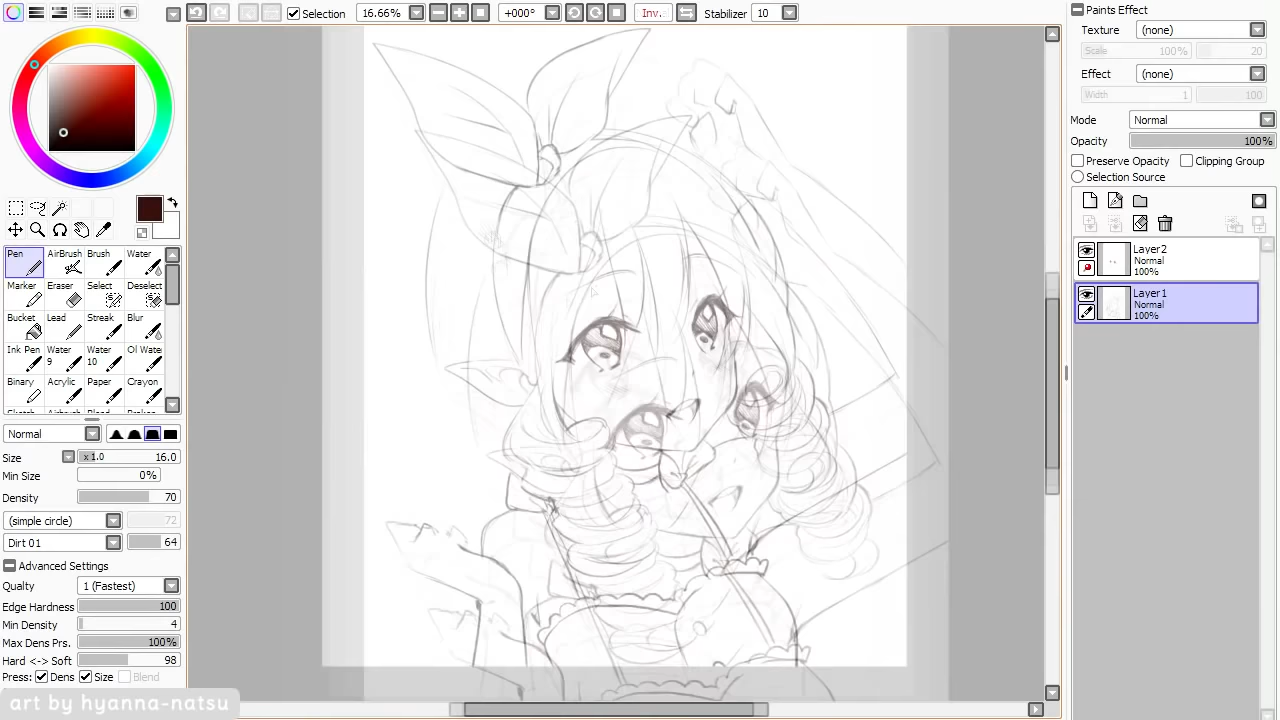 Selection 16.66% +000° Inv. Stabilizer 10
Pen AirBrush Brush Water
Marker Eraser Select Deselect
Bucket Lead Streak Blur
Ink Pen Water 9 Water 10 Oil Wate
Binary Acrylic Paper Crayon
Normal
Size x 1.0 16.0
Min Size 0%
Density 70
(simple circle) 72
Dirt 01 64
Advanced Settings
Quality 1 (Fastest)
Edge Hardness 100
Min Density 4
Max Dens Prs. 100%
Hard <-> Soft 98
Press: Dens Size Blend
art by hyanna-natsu
Paints Effect
Texture (none)
Scale 100% 20
Effect (none)
Width 1 100
Mode Normal
Opacity 100%
Preserve Opacity Clipping Group
Selection Source
Layer2
Normal
100%
Layer1
Normal
100%